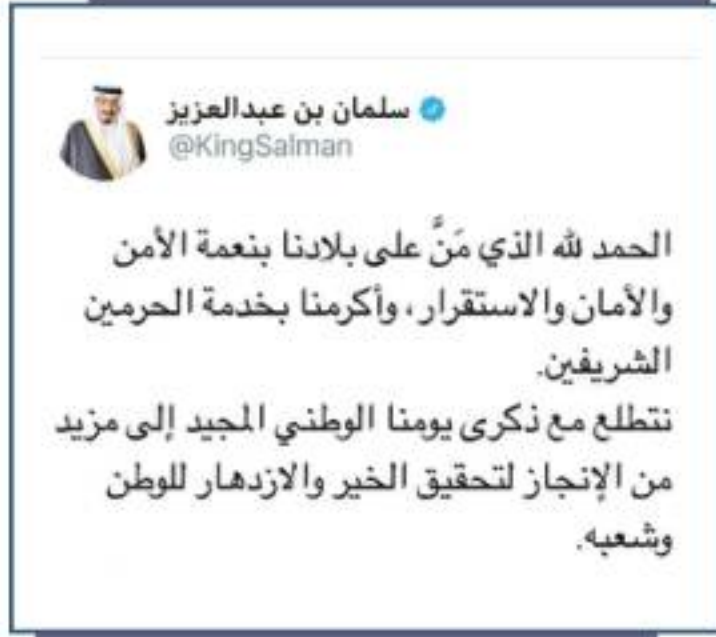 سلمان بن عبدالعزيز
@KingSalman
الحمد لله الذي مَنَّ على بلادنا بنعمة الأمن
والأمان والاستقرار، وأكرمنا بخدمة الحرمين
الشريفين.
نتطلع مع ذكرى يومنا الوطني المجيد إلى مزيد
من الإنجاز لتحقيق الخير والازدهار للوطن
وشعبه.